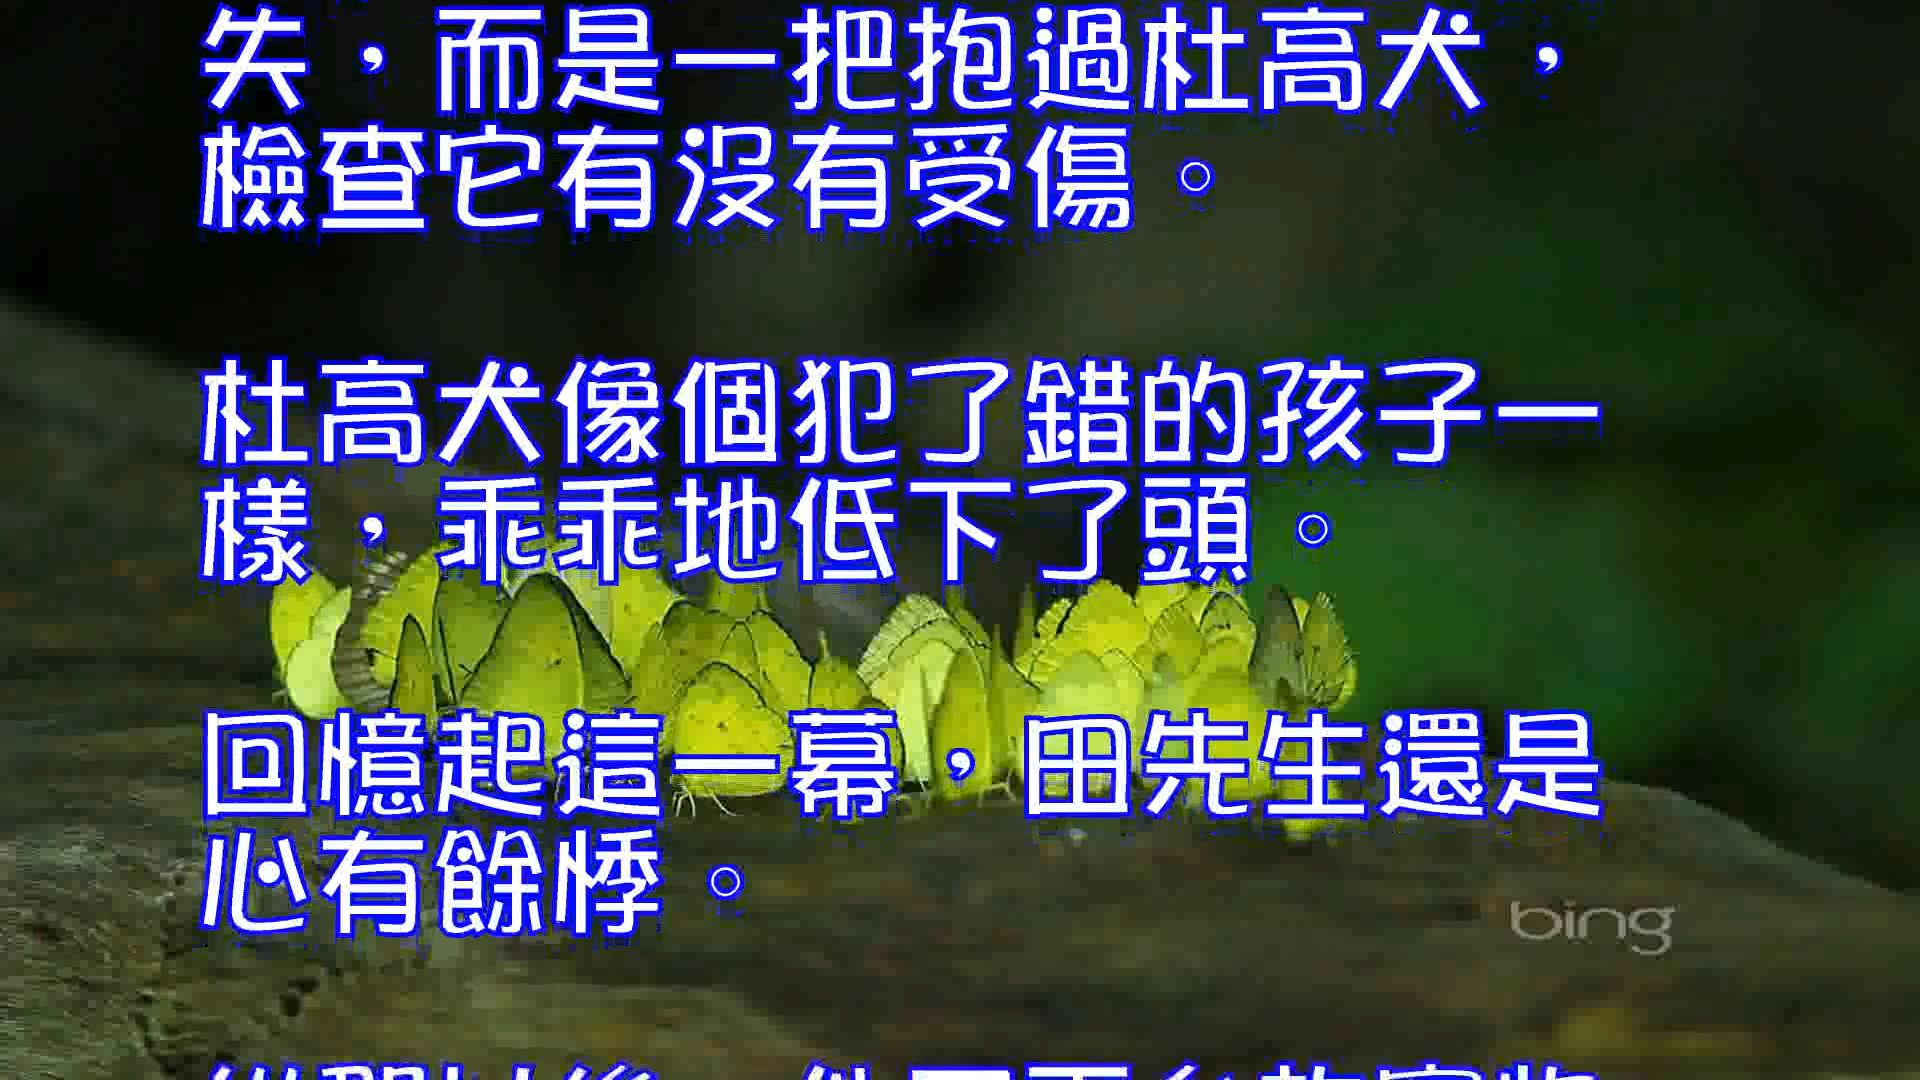 失，而是一把抱過杜高犬，
檢查它有沒有受傷。
杜高犬像個犯了錯的孩子一
樣，乖乖地低下了頭。
回憶起這一幕，田先生還是
心有餘悸。
bing